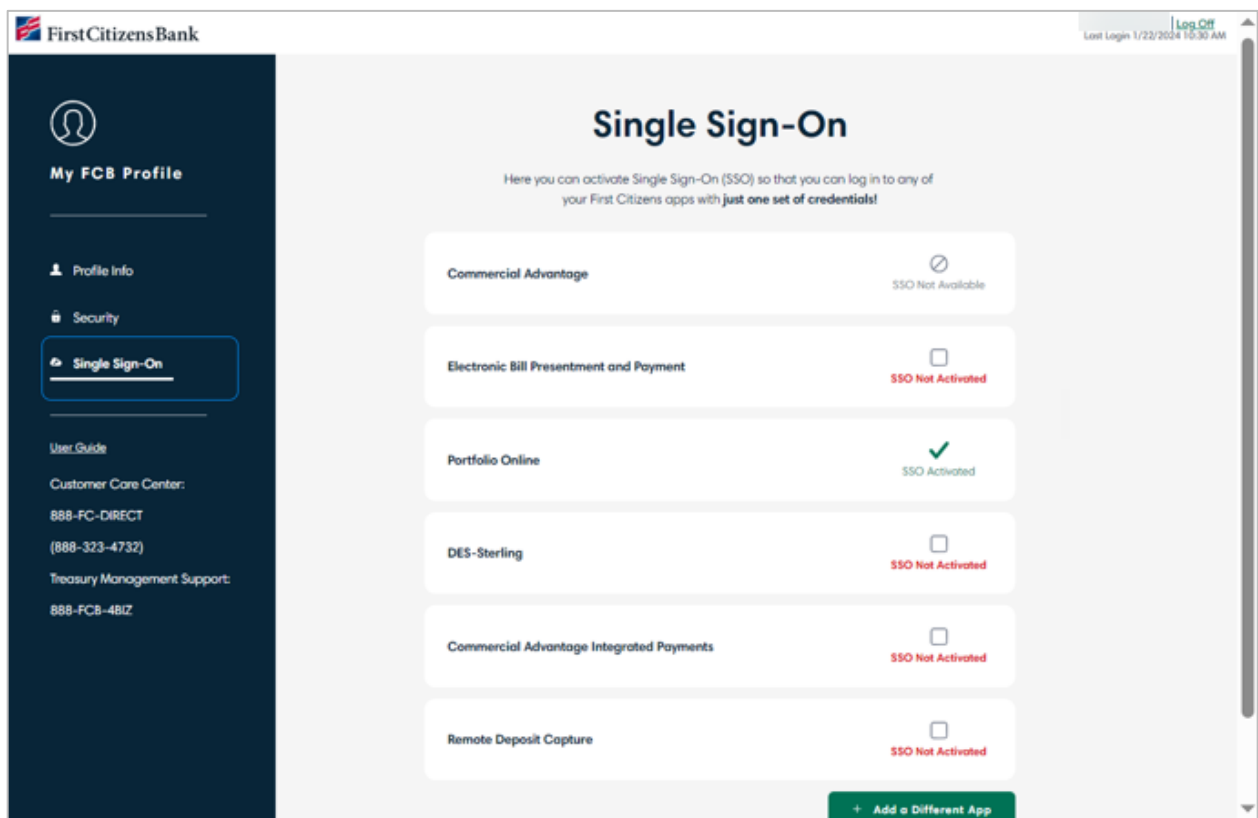 First Citizens Bank
Log Off
Last Login 1/22/2024 10:30 AM
My FCB Profile
Profile Info
Security
Single Sign-On
User Guide
Customer Care Center:
888-FC-DIRECT
(888-323-4732)
Treasury Management Support:
888-FCB-4BIZ
Single Sign-On
Here you can activate Single Sign-On (SSO) so that you can log in to any of
your First Citizens apps with just one set of credentials!
Commercial Advantage
SSO Not Available
Electronic Bill Presentment and Payment
SSO Not Activated
Portfolio Online
SSO Activated
DES-Sterling
SSO Not Activated
Commercial Advantage Integrated Payments
SSO Not Activated
Remote Deposit Capture
SSO Not Activated
+ Add a Different App